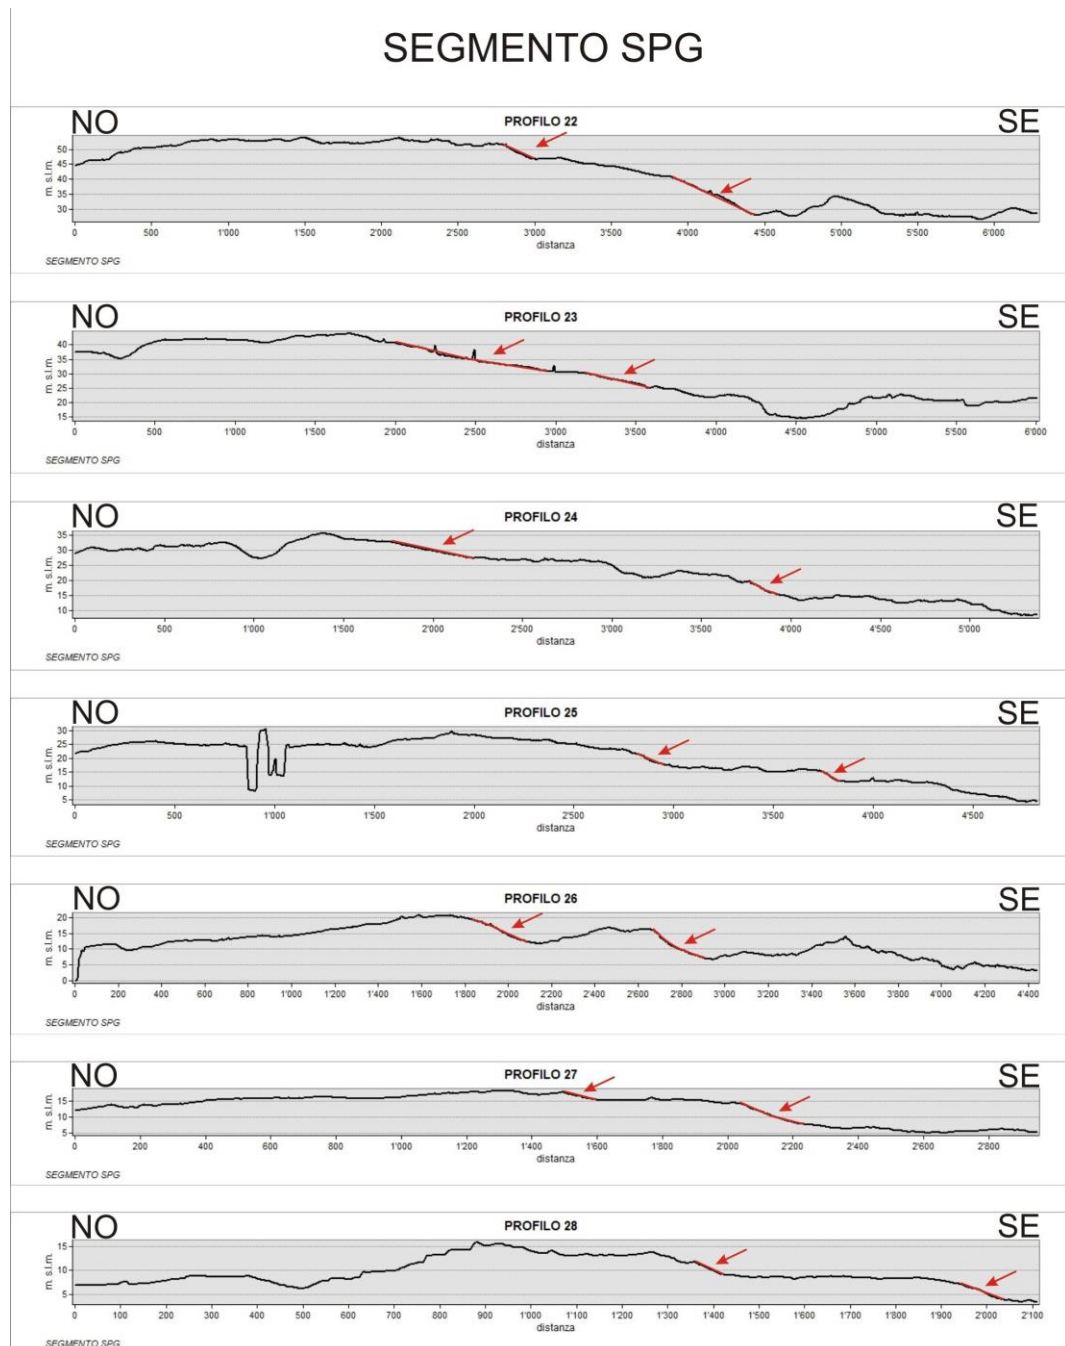 SEGMENTO SPG
NO PROFILO 22 SE
m. s.l.m.
50
45
40
35
30
0 500 1'000 1'500 2'000 2'500 3'000 3'500 4'000 4'500 5'000 5'500 6'000
distanza
SEGMENTO SPG
NO PROFILO 23 SE
m. s.l.m.
40
35
30
25
20
15
0 500 1'000 1'500 2'000 2'500 3'000 3'500 4'000 4'500 5'000 5'500 6'000
distanza
SEGMENTO SPG
NO PROFILO 24 SE
m. s.l.m.
35
30
25
20
15
10
0 500 1'000 1'500 2'000 2'500 3'000 3'500 4'000 4'500 5'000
distanza
SEGMENTO SPG
NO PROFILO 25 SE
m. s.l.m.
30
25
20
15
10
5
0 500 1'000 1'500 2'000 2'500 3'000 3'500 4'000 4'500
distanza
SEGMENTO SPG
NO PROFILO 26 SE
m. s.l.m.
20
15
10
5
0
0 200 400 600 800 1'000 1'200 1'400 1'600 1'800 2'000 2'200 2'400 2'600 2'800 3'000 3'200 3'400 3'600 3'800 4'000 4'200 4'400
distanza
SEGMENTO SPG
NO PROFILO 27 SE
m. s.l.m.
15
10
5
0 200 400 600 800 1'000 1'200 1'400 1'600 1'800 2'000 2'200 2'400 2'600 2'800
distanza
SEGMENTO SPG
NO PROFILO 28 SE
m. s.l.m.
15
10
5
0 100 200 300 400 500 600 700 800 900 1'000 1'100 1'200 1'300 1'400 1'500 1'600 1'700 1'800 1'900 2'000 2'100
distanza
SEGMENTO SPG